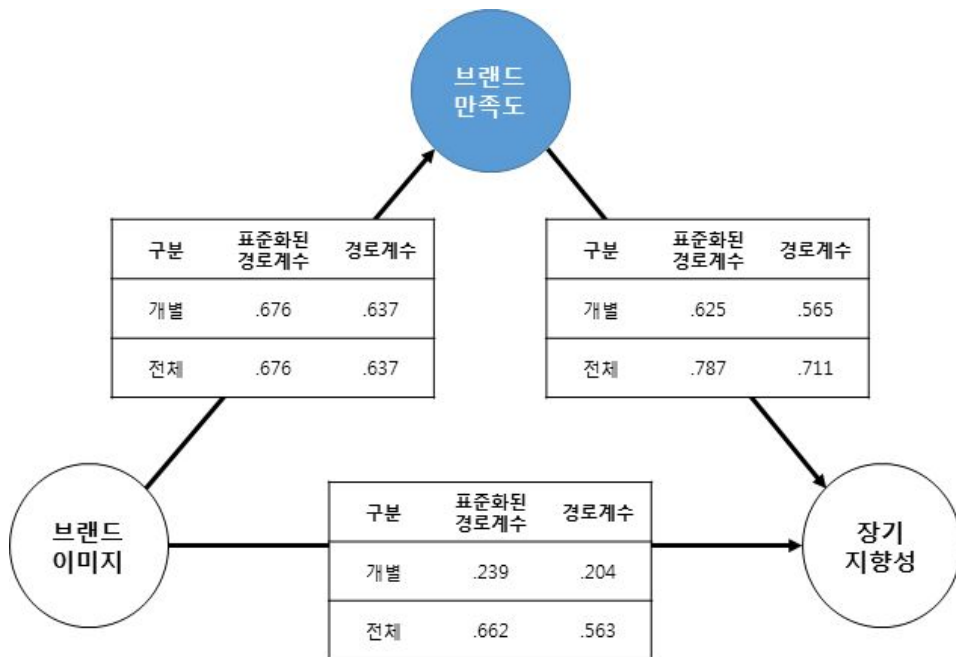 브랜드
만족도
구분 표준화된
경로계수 경로계수
개별 .676 .637
전체 .676 .637
구분 표준화된
경로계수 경로계수
개별 .625 .565
전체 .787 .711
브랜드
이미지
구분 표준화된
경로계수 경로계수
개별 .239 .204
전체 .662 .563
장기
지향성